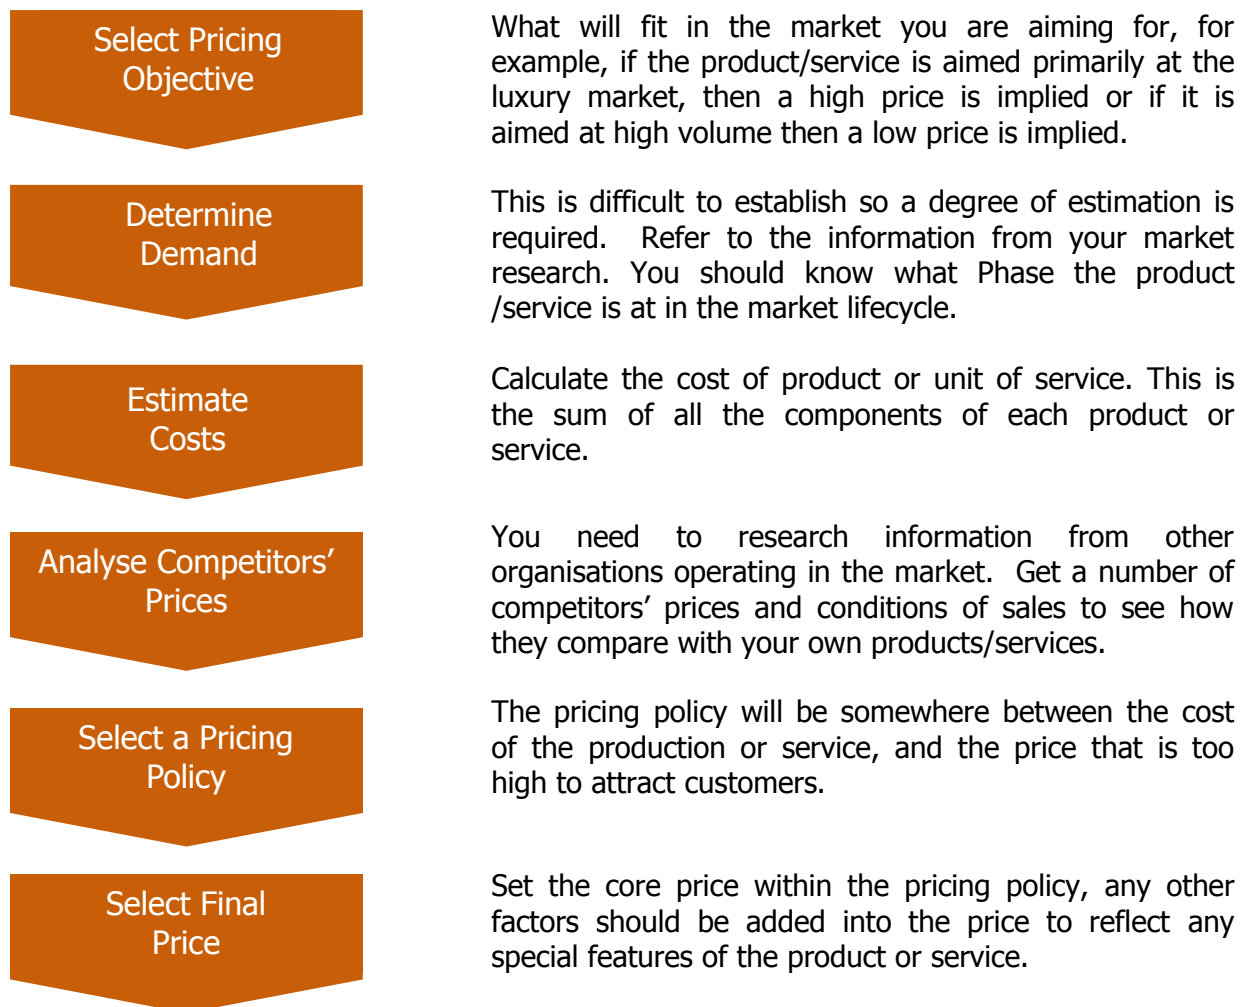 Select Pricing
Objective
What will fit in the market you are aiming for, for
example, if the product/service is aimed primarily at the
luxury market, then a high price is implied or if it is
aimed at high volume then a low price is implied.
Determine
Demand
This is difficult to establish so a degree of estimation is
required. Refer to the information from your market
research. You should know what Phase the product
/service is at in the market lifecycle.
Estimate
Costs
Calculate the cost of product or unit of service. This is
the sum of all the components of each product or
service.
Analyse Competitors’
Prices
You need to research information from other
organisations operating in the market. Get a number of
competitors’ prices and conditions of sales to see how
they compare with your own products/services.
Select a Pricing
Policy
The pricing policy will be somewhere between the cost
of the production or service, and the price that is too
high to attract customers.
Select Final
Price
Set the core price within the pricing policy, any other
factors should be added into the price to reflect any
special features of the product or service.